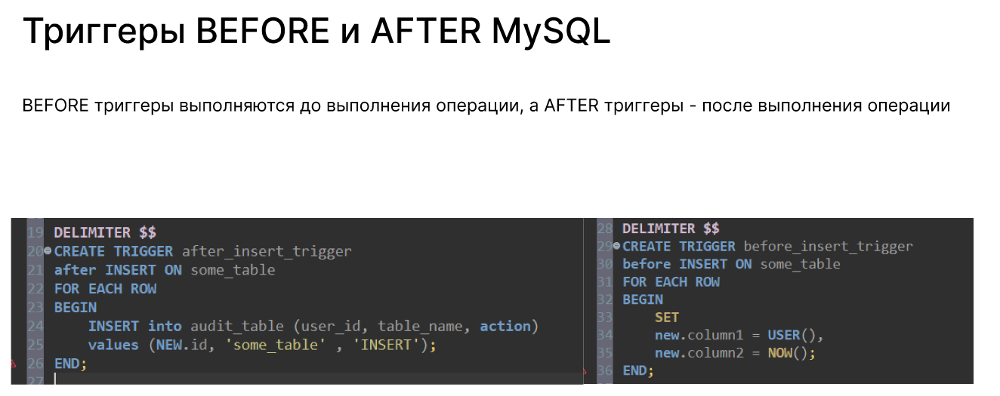 Триггеры BEFORE и AFTER MySQL
BEFORE триггеры выполняются до выполнения операции, а AFTER триггеры - после выполнения операции
19 DELIMITER $$
20 CREATE TRIGGER after_insert_trigger
21 after INSERT ON some_table
22 FOR EACH ROW
23 BEGIN
24 INSERT into audit_table (user_id, table_name, action)
25 values (NEW.id, 'some_table' , 'INSERT');
26 END;
27
28 DELIMITER $$
29 CREATE TRIGGER before_insert_trigger
30 before INSERT ON some_table
31 FOR EACH ROW
32 BEGIN
33 SET
34 new.column1 = USER(),
35 new.column2 = NOW();
36 END;